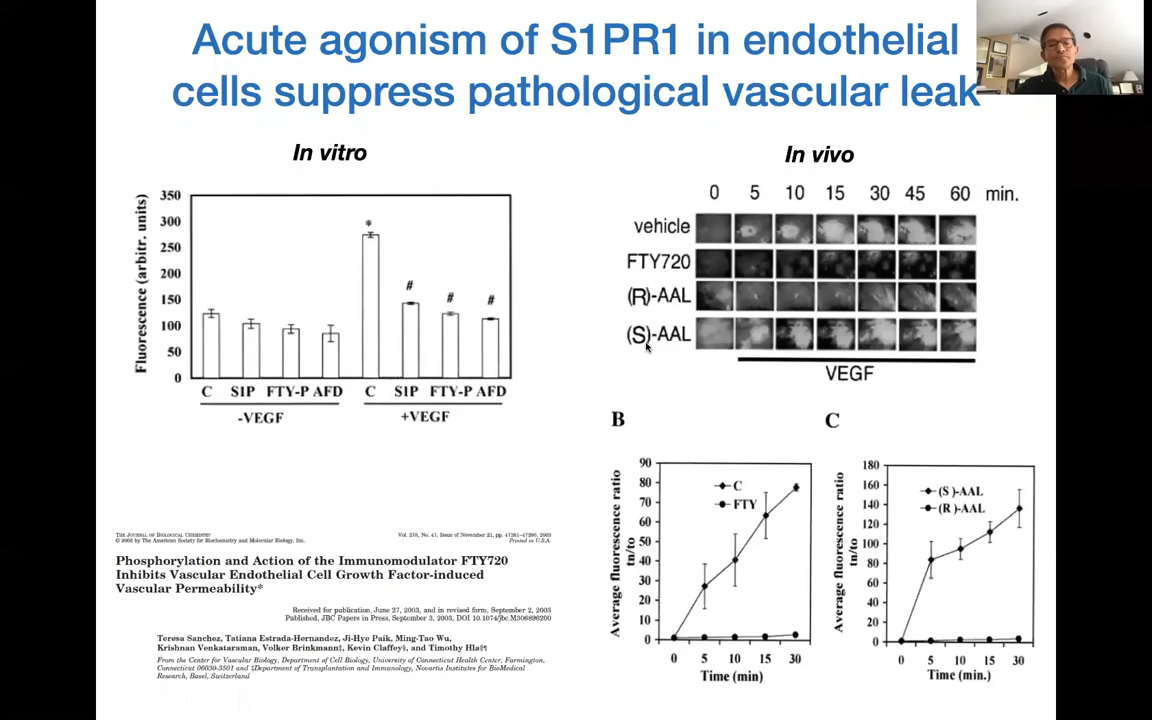 Acute agonism of S1PR1 in endothelial
cells suppress pathological vascular leak
In vitro
Fluorescence (arbitr. units)
350
300
250
200
150
100
50
0
*
#
#
#
C S1P FTY-P AFD C S1P FTY-P AFD
-VEGF +VEGF
In vivo
0 5 10 15 30 45 60 min.
vehicle
FTY720
(R)-AAL
(S)-AAL
VEGF
B
Average fluorescence ratio
tn/to
90
80
70
60
50
40
30
20
10
0
C
FTY
0 5 10 15 30
Time (min)
C
Average fluorescence ratio
tn/to
180
160
140
120
100
80
60
40
20
0
(S)-AAL
(R)-AAL
0 5 10 15 30
Time (min.)
THE JOURNAL OF BIOLOGICAL CHEMISTRY Vol. 278, No. 47, Issue of November 21, pp. 47281–47290, 2003
© 2003 by The American Society for Biochemistry and Molecular Biology, Inc. Printed in U.S.A.
Phosphorylation and Action of the Immunomodulator FTY720
Inhibits Vascular Endothelial Cell Growth Factor-induced
Vascular Permeability*
Received for publication, June 27, 2003, and in revised form, September 2, 2003
Published, JBC Papers in Press, September 3, 2003, DOI 10.1074/jbc.M306896200
Teresa Sanchez, Tatiana Estrada-Hernandez, Ji-Hye Paik, Ming-Tao Wu,
Krishnan Venkataraman, Volker Brinkmann‡, Kevin Claffey§, and Timothy Hla‡¶
From the Center for Vascular Biology, Department of Cell Biology, University of Connecticut Health Center, Farmington,
Connecticut 06030-3501 and ‡Department of Transplantation and Immunology, Novartis Institutes for BioMedical
Research, Basel, Switzerland